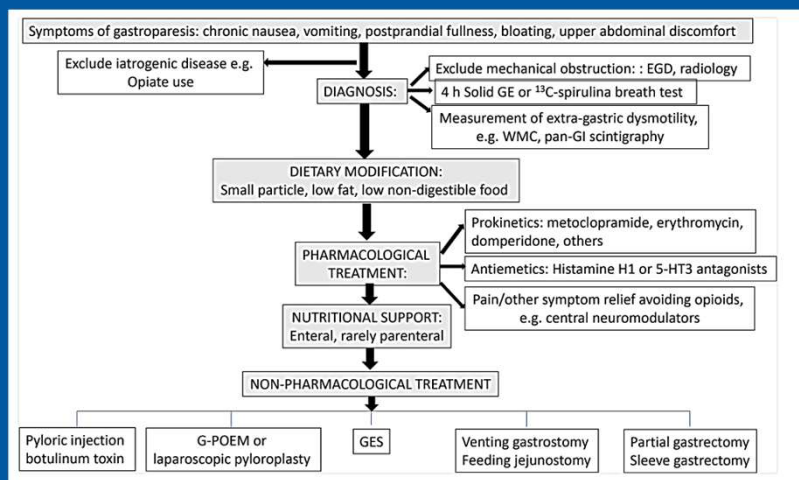 Symptoms of gastroparesis: chronic nausea, vomiting, postprandial fullness, bloating, upper abdominal discomfort
Exclude iatrogenic disease e.g.
Opiate use
DIAGNOSIS:
Exclude mechanical obstruction: : EGD, radiology
4 h Solid GE or ¹³C-spirulina breath test
Measurement of extra-gastric dysmotility,
e.g. WMC, pan-GI scintigraphy
DIETARY MODIFICATION:
Small particle, low fat, low non-digestible food
PHARMACOLOGICAL
TREATMENT:
Prokinetics: metoclopramide, erythromycin,
domperidone, others
Antiemetics: Histamine H1 or 5-HT3 antagonists
Pain/other symptom relief avoiding opioids,
e.g. central neuromodulators
NUTRITIONAL SUPPORT:
Enteral, rarely parenteral
NON-PHARMACOLOGICAL TREATMENT
Pyloric injection
botulinum toxin
G-POEM or
laparoscopic pyloroplasty
GES
Venting gastrostomy
Feeding jejunostomy
Partial gastrectomy
Sleeve gastrectomy